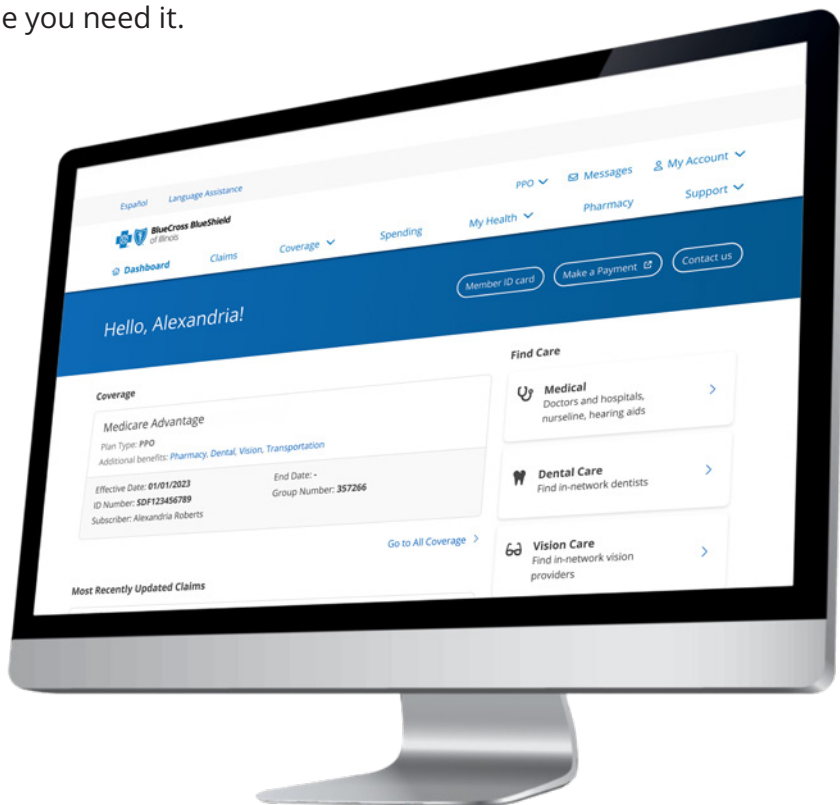 e you need it.
Español Language Assistance
PPO Messages My Account
BlueCross BlueShield
of Illinois
Dashboard Claims Coverage Spending My Health Pharmacy Support
Hello, Alexandria!
Member ID card Make a Payment Contact us
Coverage
Medicare Advantage
Plan Type: PPO
Additional benefits: Pharmacy, Dental, Vision, Transportation
Effective Date: 01/01/2023 End Date: -
ID Number: SDF123456789 Group Number: 357266
Subscriber: Alexandria Roberts
Go to All Coverage
Most Recently Updated Claims
Find Care
Medical
Doctors and hospitals,
nurseline, hearing aids
Dental Care
Find in-network dentists
Vision Care
Find in-network vision
providers